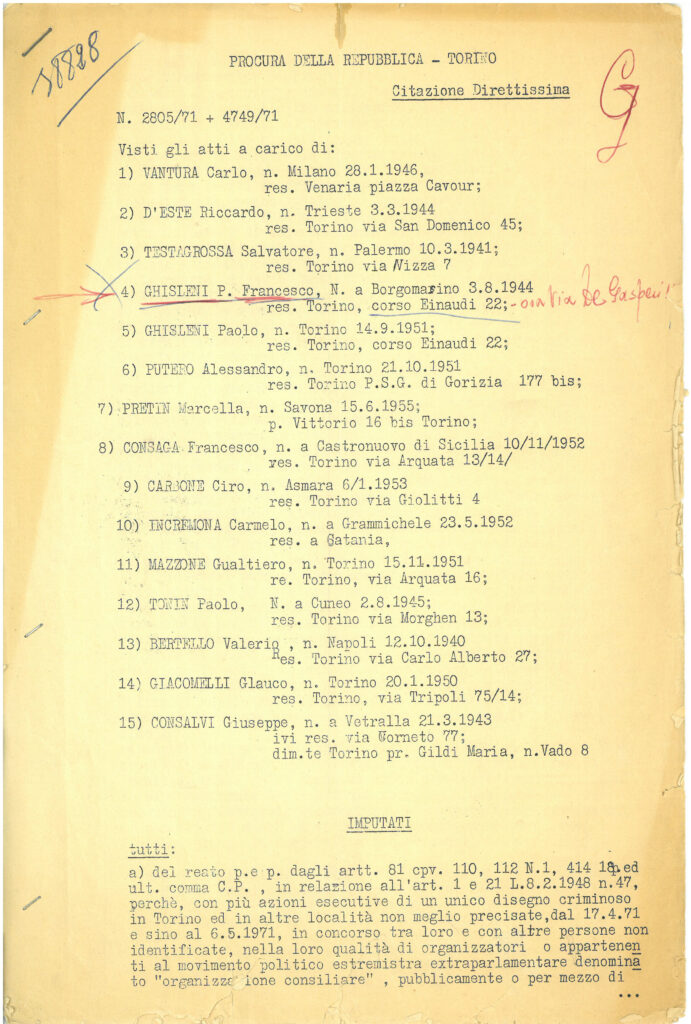 38828
PROCURA DELLA REPUBBLICA - TORINO
G
Citazione Direttissima
N. 2805/71 + 4749/71
Visti gli atti a carico di:
1) VANTURA Carlo, n. Milano 28.1.1946,
res. Venaria piazza Cavour;
2) D'ESTE Riccardo, n. Trieste 3.3.1944
res. Torino via San Domenico 45;
3) TESTAGROSSA Salvatore, n. Palermo 10.3.1941;
res. Torino via Nizza 7
4) GHISLENI P. Francesco, N. a Borgomasino 3.8.1944
res. Torino, corso Einaudi 22; - ora Via De Gasperi!
5) GHISLENI Paolo, n. Torino 14.9.1951;
res. Torino, corso Einaudi 22;
6) PUTERO Alessandro, n. Torino 21.10.1951
res. Torino P.S.G. di Gorizia 177 bis;
7) PRETIN Marcella, n. Savona 15.6.1955;
p. Vittorio 16 bis Torino;
8) CONSAGA Francesco, n. a Castronuovo di Sicilia 10/11/1952
res. Torino via Arquata 13/14/
9) CARBONE Ciro, n. Asmara 6/1.1953
res. Torino via Giolitti 4
10) INCREMONA Carmelo, n. a Grammichele 23.5.1952
res. a Catania,
11) MAZZONE Gualtiero, n. Torino 15.11.1951
re. Torino, via Arquata 16;
12) TONIN Paolo, N. a Cuneo 2.8.1945;
res. Torino via Morghen 13;
13) BERTELLO Valerio , n. Napoli 12.10.1940
Res. Torino via Carlo Alberto 27;
14) GIACOMELLI Glauco, n. Torino 20.1.1950
res. Torino, via Tripoli 75/14;
15) CONSALVI Giuseppe, n. a Vetralla 21.3.1943
ivi res. via Norneto 77;
dim.te Torino pr. Gildi Maria, n.Vado 8
IMPUTATI
tutti:
a) del reato p.e p. dagli artt. 81 cpv. 110, 112 N.1, 414 1°p.ed
ult. comma C.P. , in relazione all'art. 1 e 21 L.8.2.1948 n.47,
perchè, con più azioni esecutive di un unico disegno criminoso
in Torino ed in altre località non meglio precisate,dal 17.4.71
e sino al 6.5.1971, in concorso tra loro e con altre persone non
identificate, nella loro qualità di organizzatori o appartenen
ti al movimento politico estremistra extraparlamentare denomina
to "organizza ione consiliare" , pubblicamente o per mezzo di
...